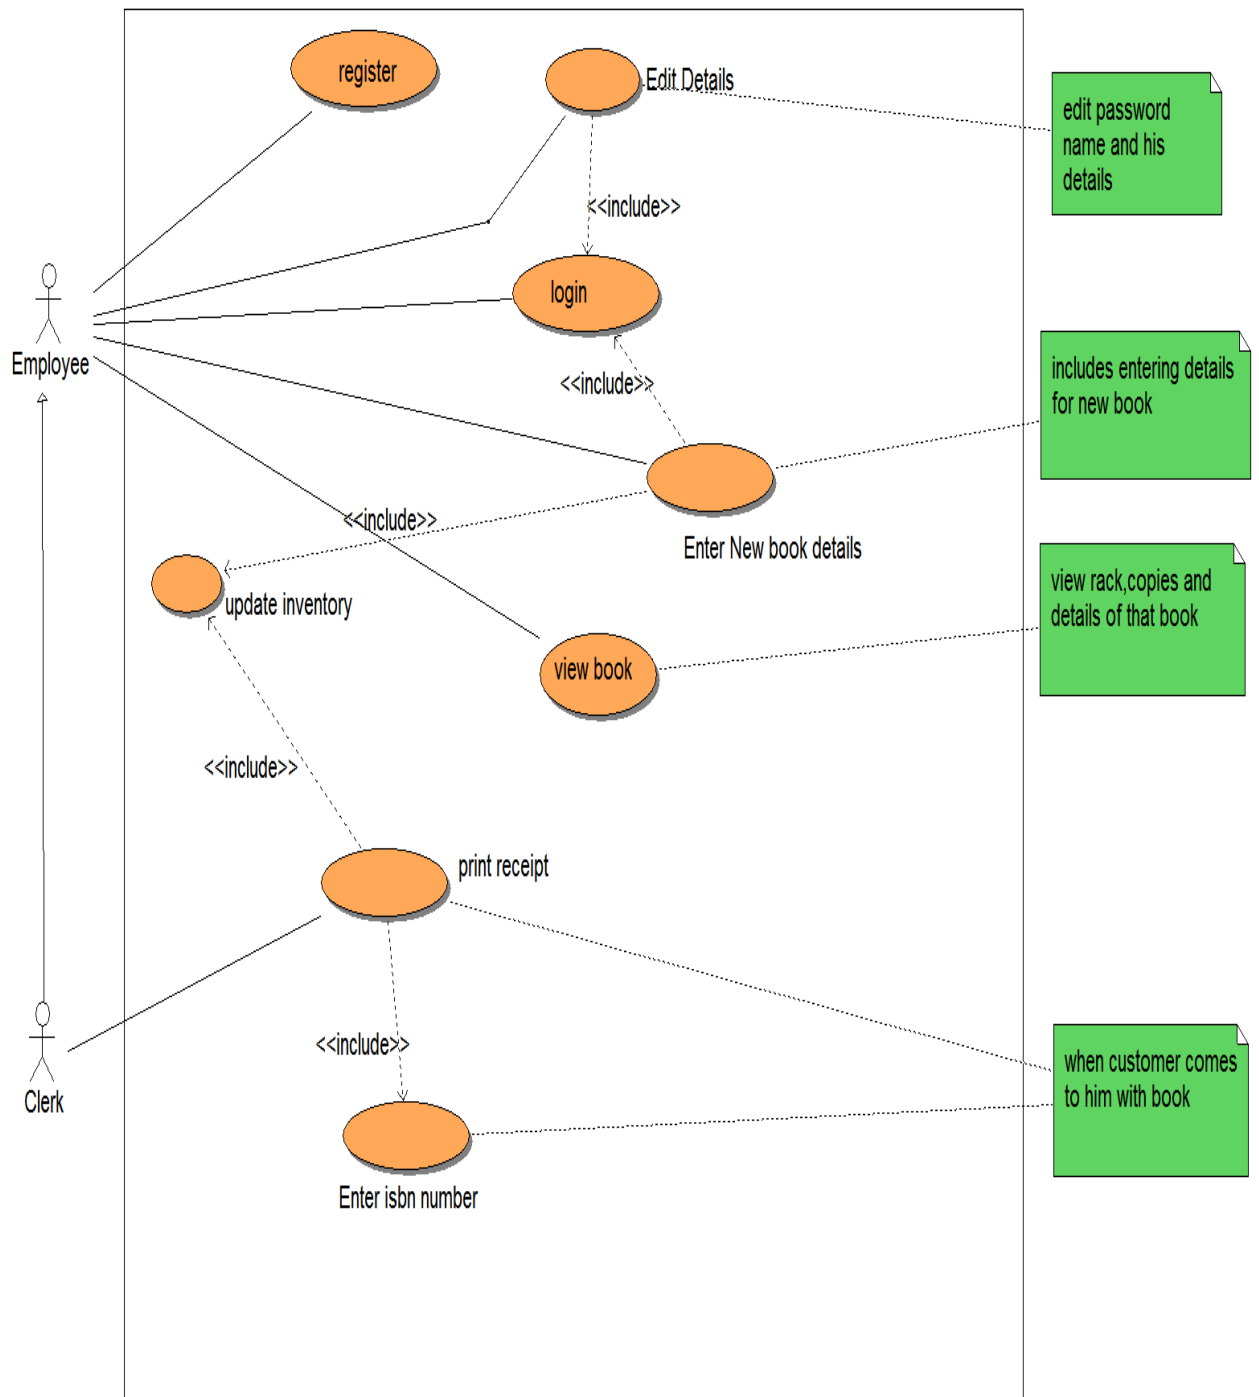 register
Edit Details
edit password
name and his
details
<<include>>
login
Employee
<<include>>
includes entering details
for new book
<<include>>
Enter New book details
update inventory
view rack,copies and
details of that book
view book
<<include>>
print receipt
<<include>>
when customer comes
to him with book
Clerk
Enter isbn number